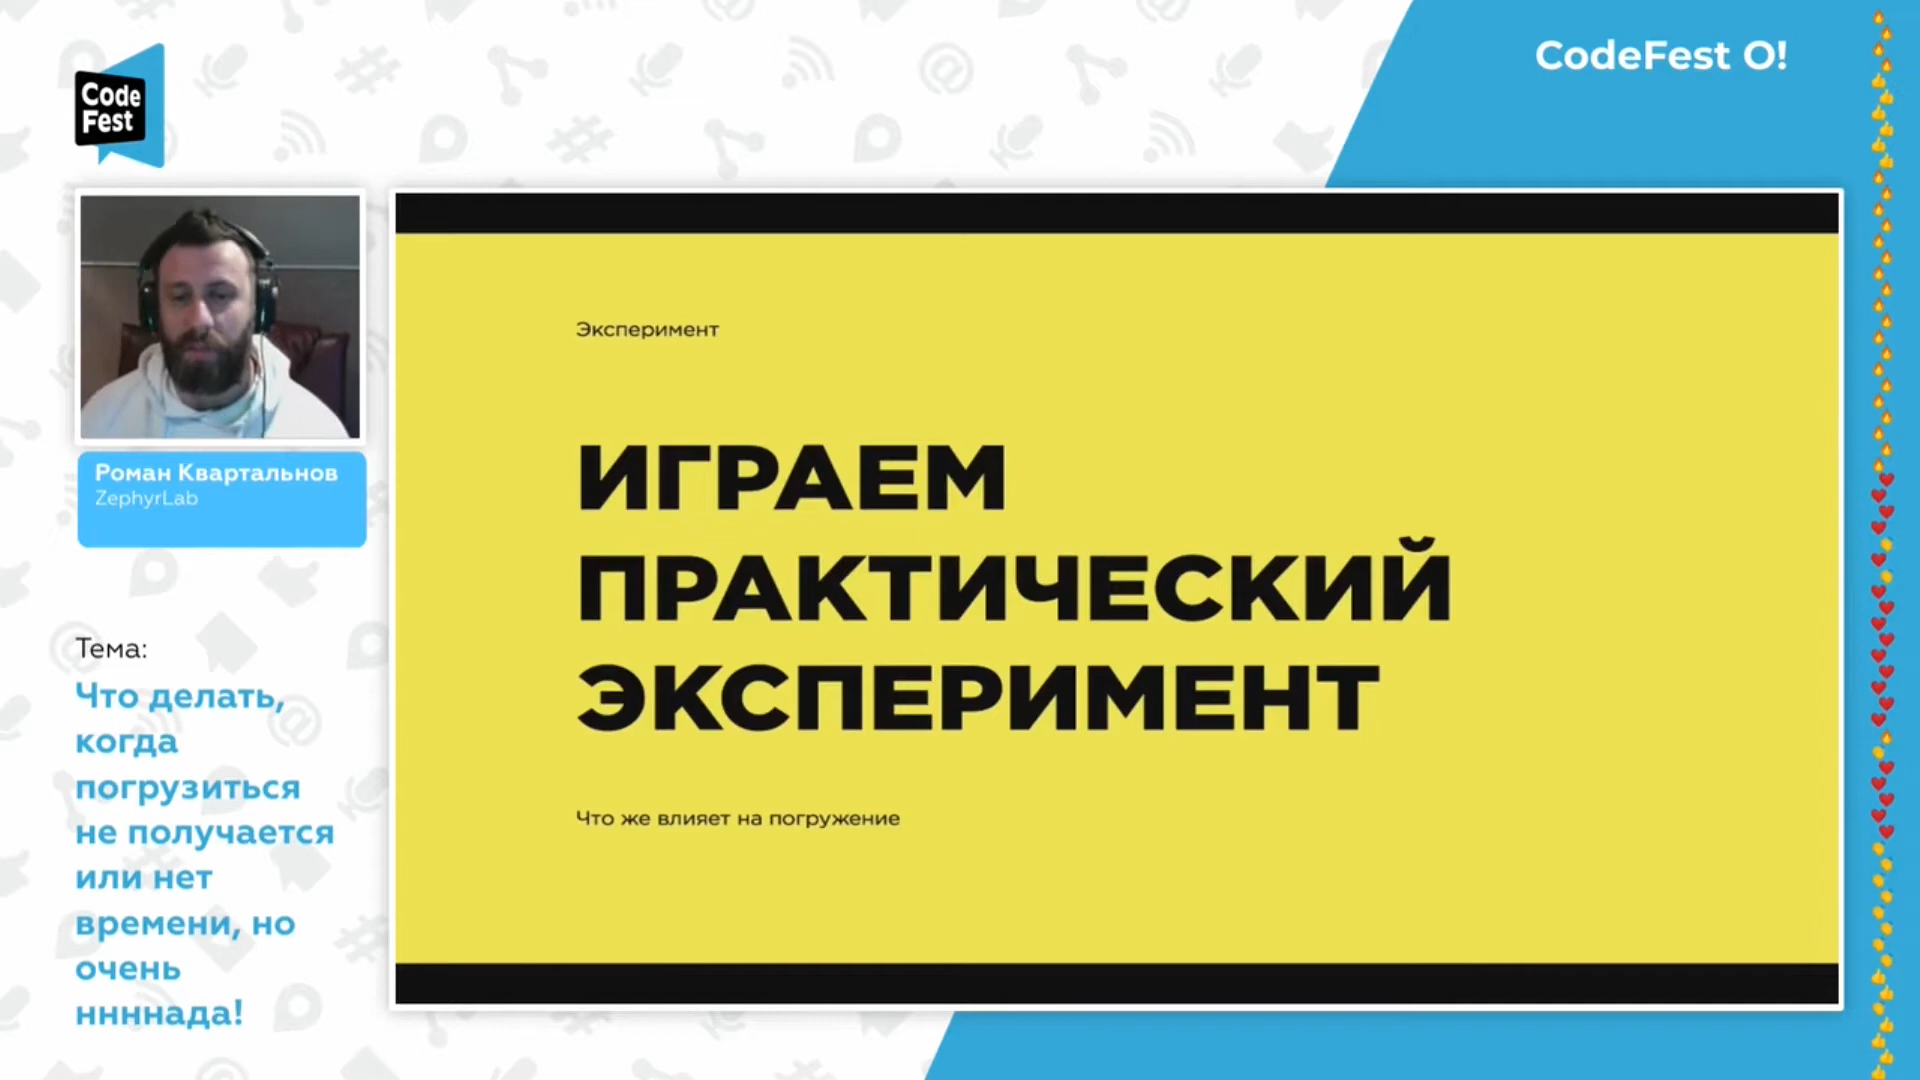 Code
Fest
CodeFest О!
Роман Квартальнов
ZephyrLab
Тема:
Что делать,
когда
погрузиться
не получается
или нет
времени, но
очень
ннннада!
Эксперимент
ИГРАЕМ
ПРАКТИЧЕСКИЙ
ЭКСПЕРИМЕНТ
Что же влияет на погружение